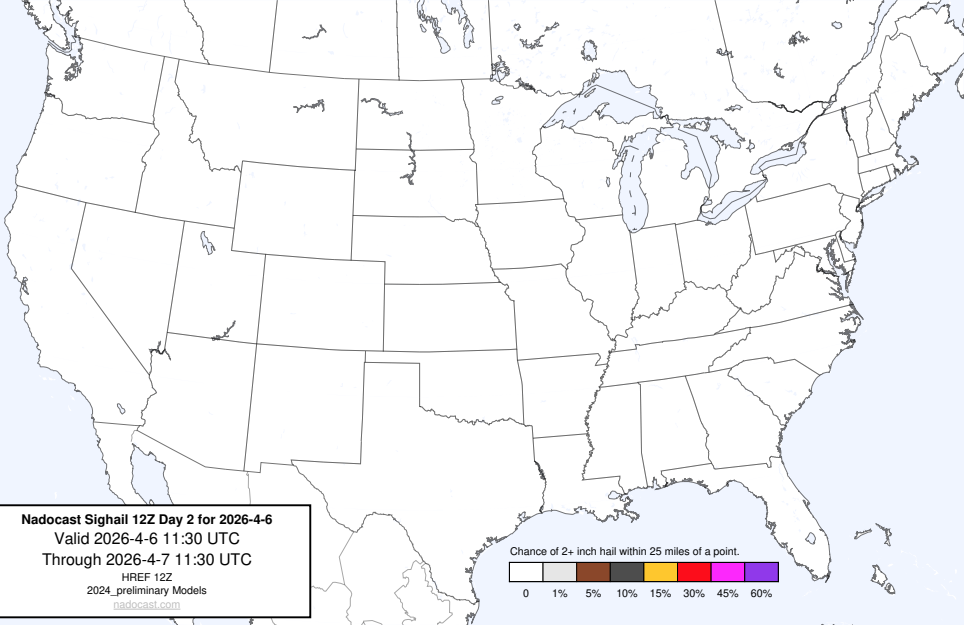 Nadocast Sighail 12Z Day 2 for 2026-4-6
Valid 2026-4-6 11:30 UTC
Through 2026-4-7 11:30 UTC
HREF 12Z
2024_preliminary Models
nadocast.com
Chance of 2+ inch hail within 25 miles of a point.
0 1% 5% 10% 15% 30% 45% 60%